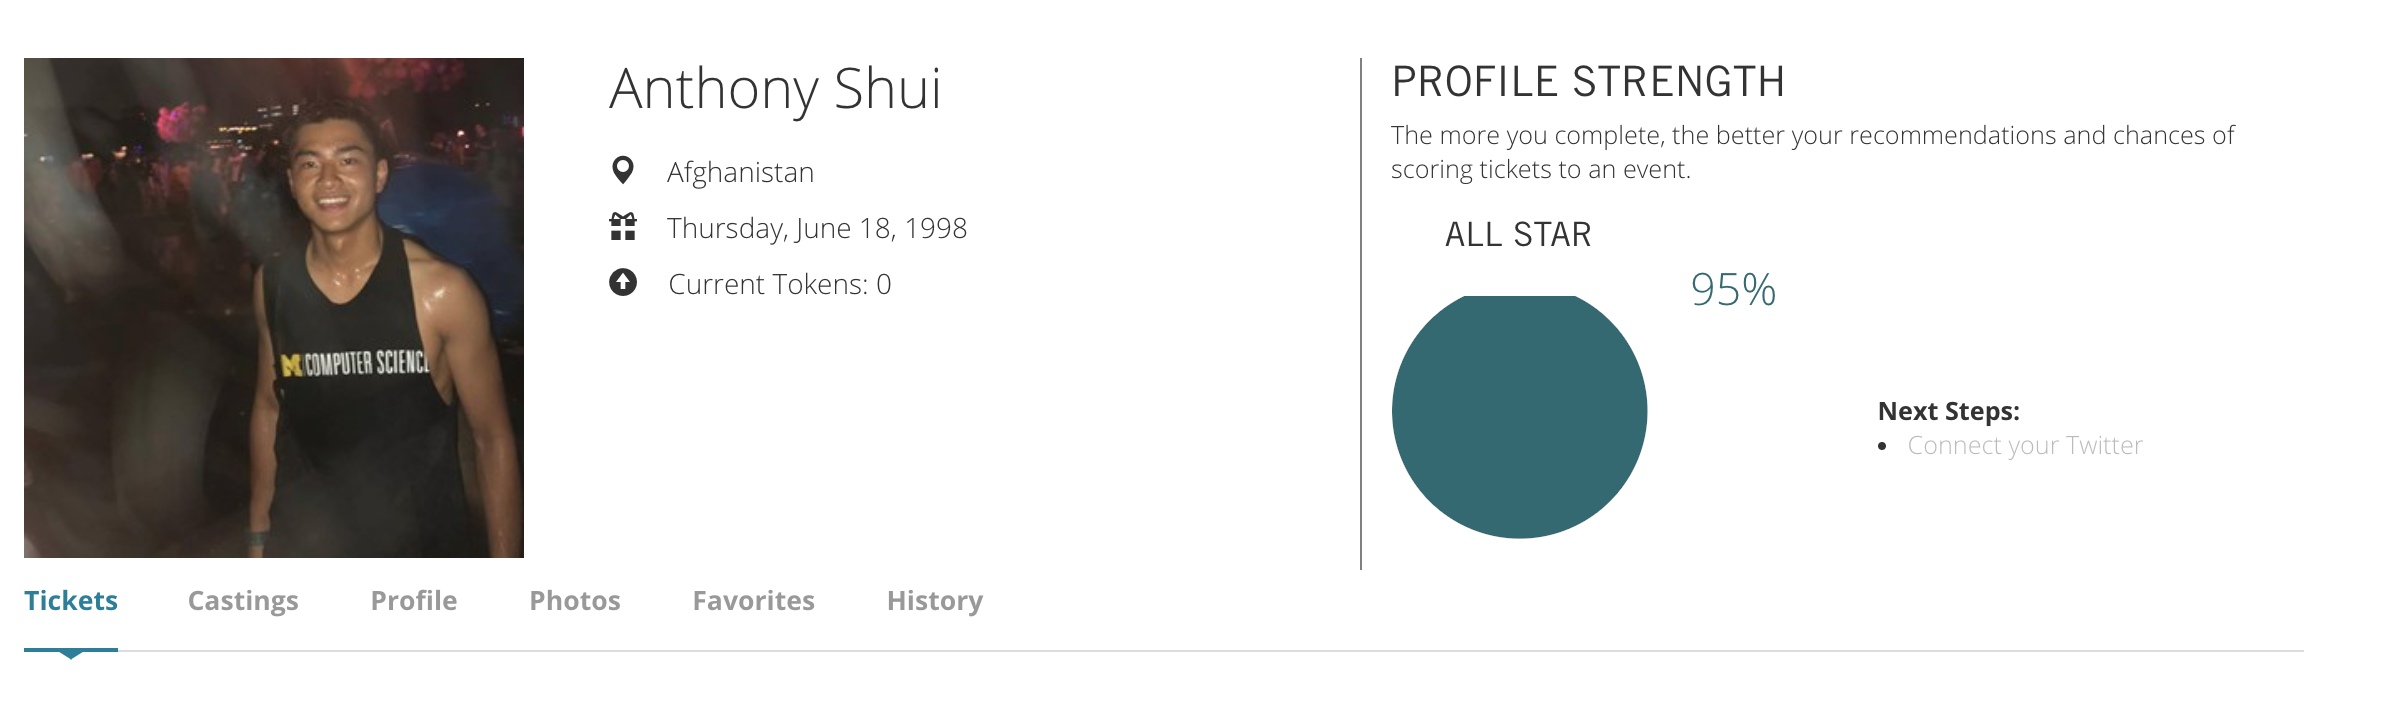 Anthony Shui
Afghanistan
Thursday, June 18, 1998
Current Tokens: 0
M COMPUTER SCIENCE
PROFILE STRENGTH
The more you complete, the better your recommendations and chances of
scoring tickets to an event.
ALL STAR
95%
Next Steps:
• Connect your Twitter
Tickets Castings Profile Photos Favorites History